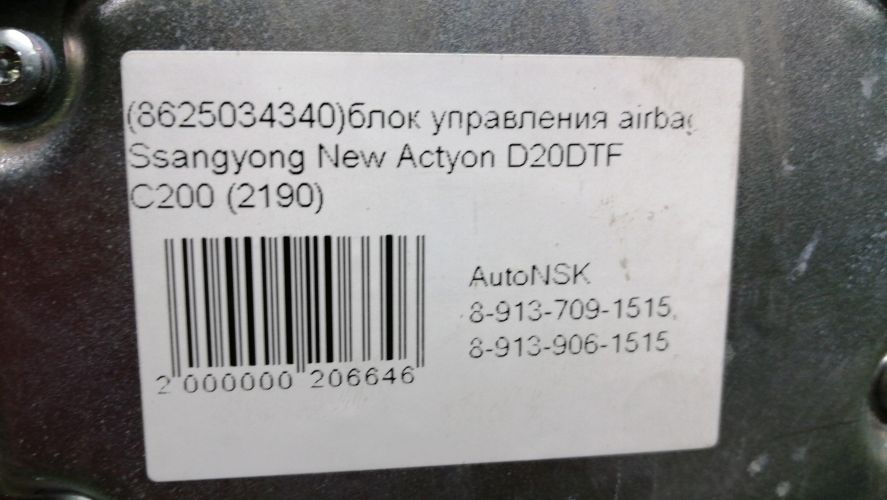 (8625034340)блок управления airbag
Ssangyong New Actyon D20DTF
C200 (2190)
AutoNSK
8-913-709-1515,
8-913-906-1515
2 000000 206646